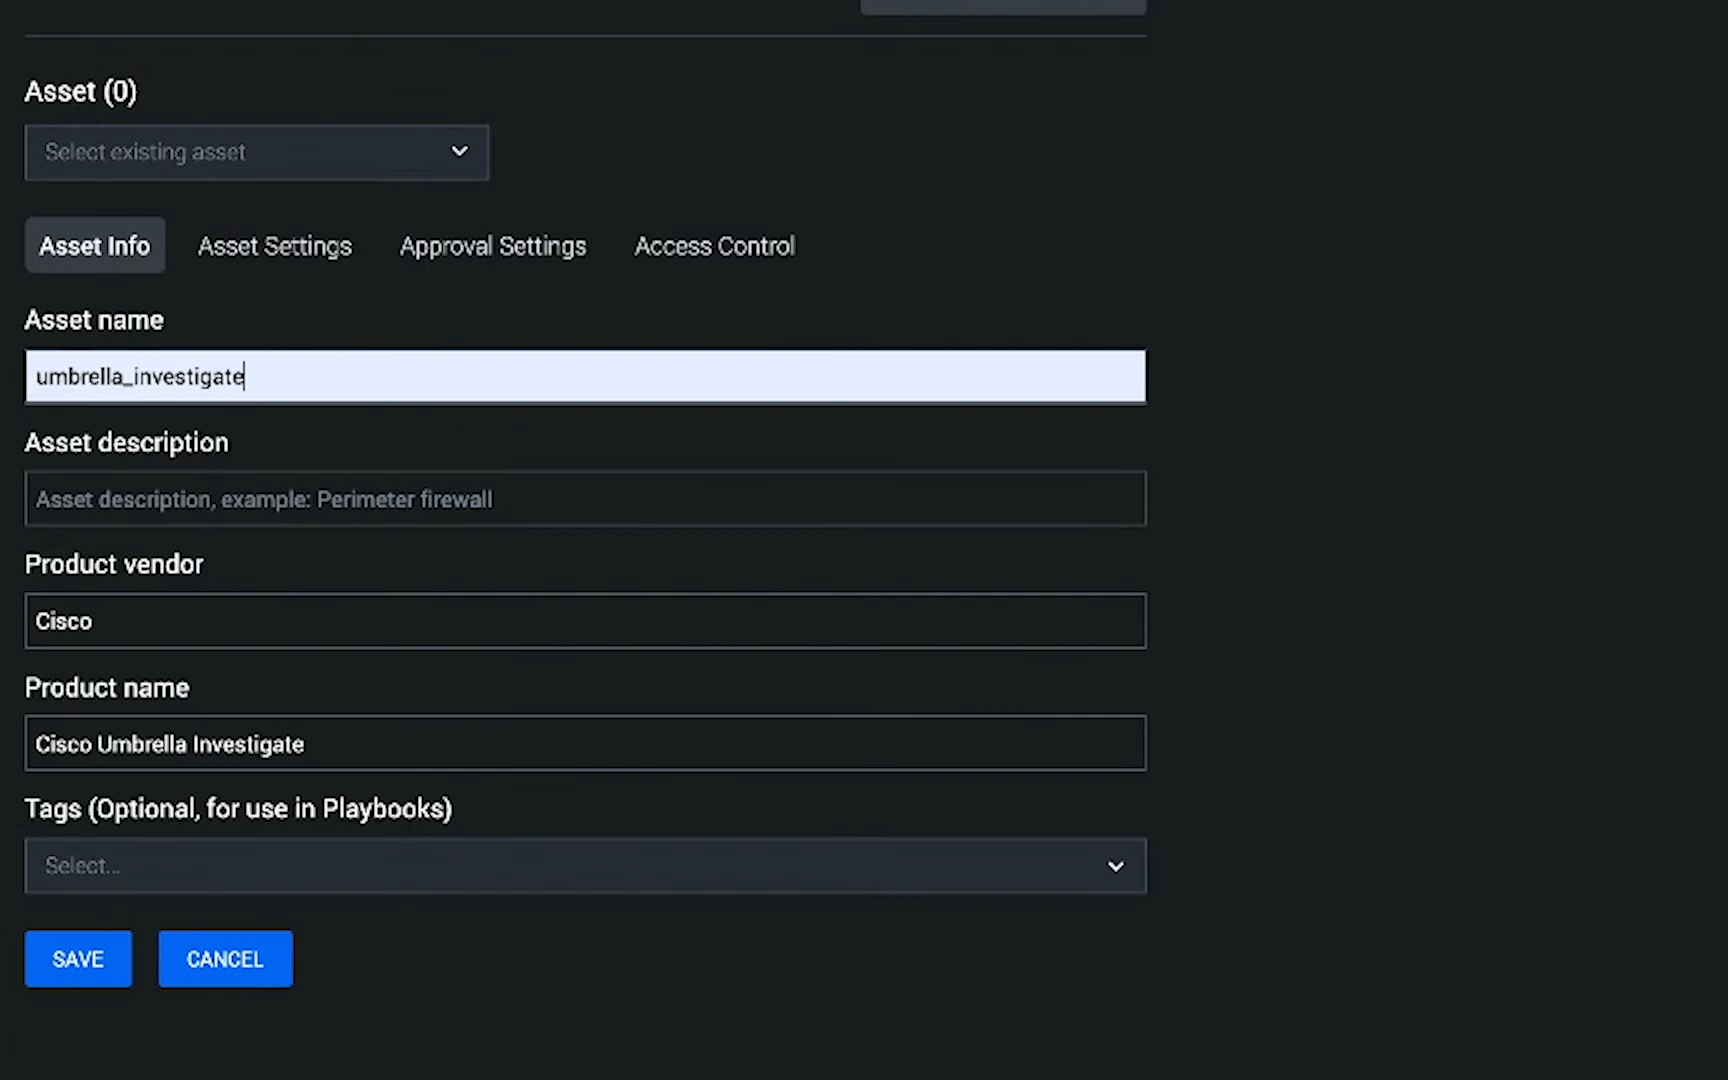 Asset (0)
Select existing asset
Asset Info Asset Settings Approval Settings Access Control
Asset name
umbrella_investigate
Asset description
Asset description, example: Perimeter firewall
Product vendor
Cisco
Product name
Cisco Umbrella Investigate
Tags (Optional, for use in Playbooks)
Select...
SAVE CANCEL